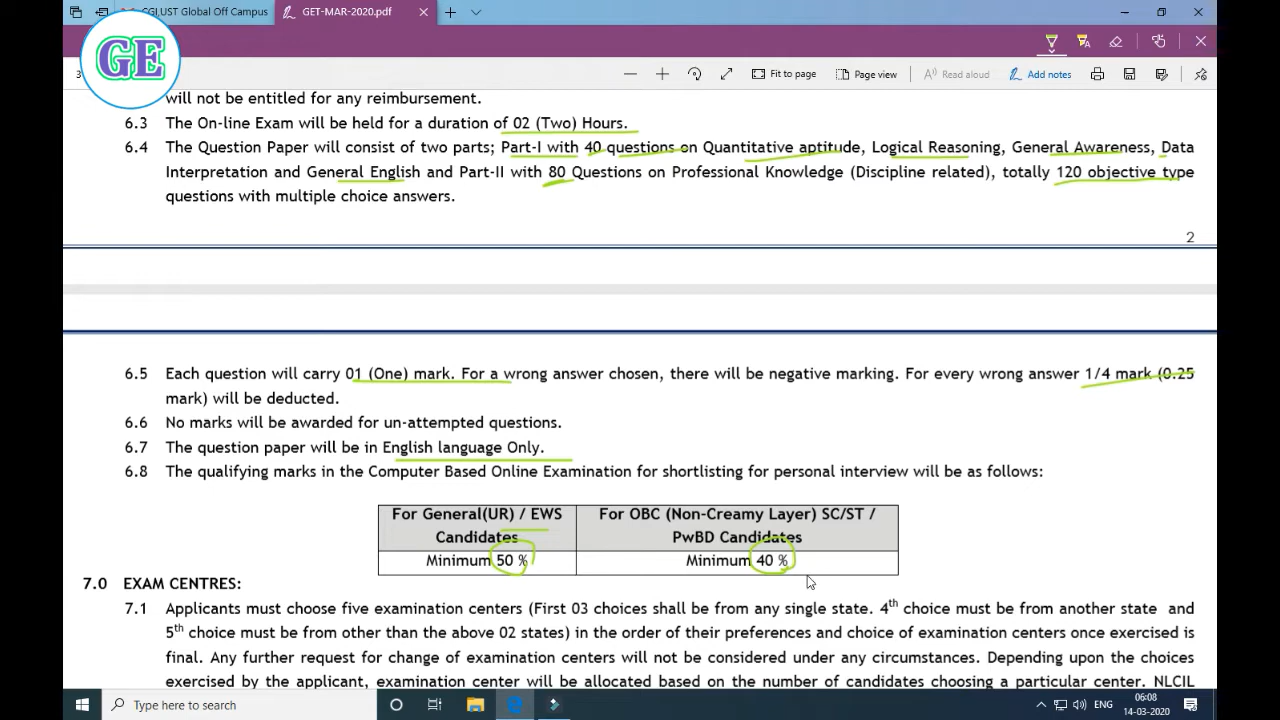 CGI,UST Global Off Campus
GET-MAR-2020.pdf
GE
3
Fit to page
Page view
Read aloud
Add notes
will not be entitled for any reimbursement.
6.3 The On-line Exam will be held for a duration of 02 (Two) Hours.
6.4 The Question Paper will consist of two parts; Part-I with 40 questions on Quantitative aptitude, Logical Reasoning, General Awareness, Data
Interpretation and General English and Part-II with 80 Questions on Professional Knowledge (Discipline related), totally 120 objective type
questions with multiple choice answers.
2
6.5 Each question will carry 01 (One) mark. For a wrong answer chosen, there will be negative marking. For every wrong answer 1/4 mark (0.25
mark) will be deducted.
6.6 No marks will be awarded for un-attempted questions.
6.7 The question paper will be in English language Only.
6.8 The qualifying marks in the Computer Based Online Examination for shortlisting for personal interview will be as follows:
For General(UR) / EWS
Candidates
For OBC (Non-Creamy Layer) SC/ST /
PwBD Candidates
Minimum 50 %
Minimum 40 %
7.0 EXAM CENTRES:
7.1 Applicants must choose five examination centers (First 03 choices shall be from any single state. 4th choice must be from another state and
5th choice must be from other than the above 02 states) in the order of their preferences and choice of examination centers once exercised is
final. Any further request for change of examination centers will not be considered under any circumstances. Depending upon the choices
exercised by the applicant, examination center will be allocated based on the number of candidates choosing a particular center. NLCIL
Type here to search
ENG
06:08
14-03-2020